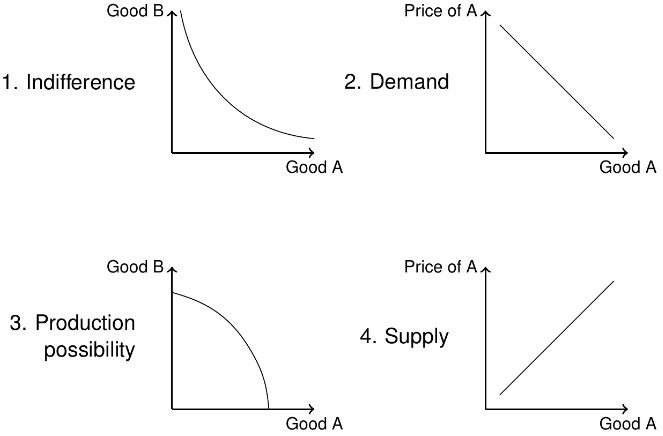 Good B
1. Indifference
Good A
Price of A
2. Demand
Good A
Good B
3. Production
possibility
Good A
Price of A
4. Supply
Good A